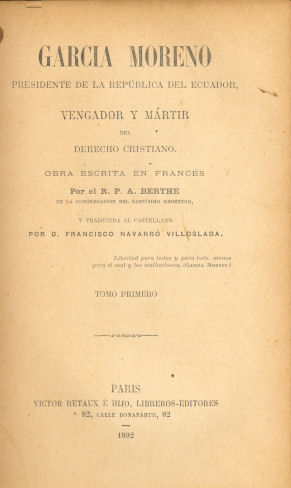 GARCIA MORENO
PRESIDENTE DE LA REPÚBLICA DEL ECUADOR,
VENGADOR Y MÁRTIR
DEL
DERECHO CRISTIANO.
OBRA ESCRITA EN FRANCÉS
Por el R. P. A. BERTHE
DE LA CONGREGACION DEL SANTÍSIMO REDENTOR,
Y TRADUCIDA AL CASTELLANO
POR D. FRANCISCO NAVARRO VILLOSLADA.
Libertad para todos y para todo, menos
para el mal y los malhechores. (GARCIA MORENO.)
TOMO PRIMERO
PARIS
VICTOR RETAUX É HIJO, LIBREROS-EDITORES
82, CALLE BONAPARTE, 82
1892